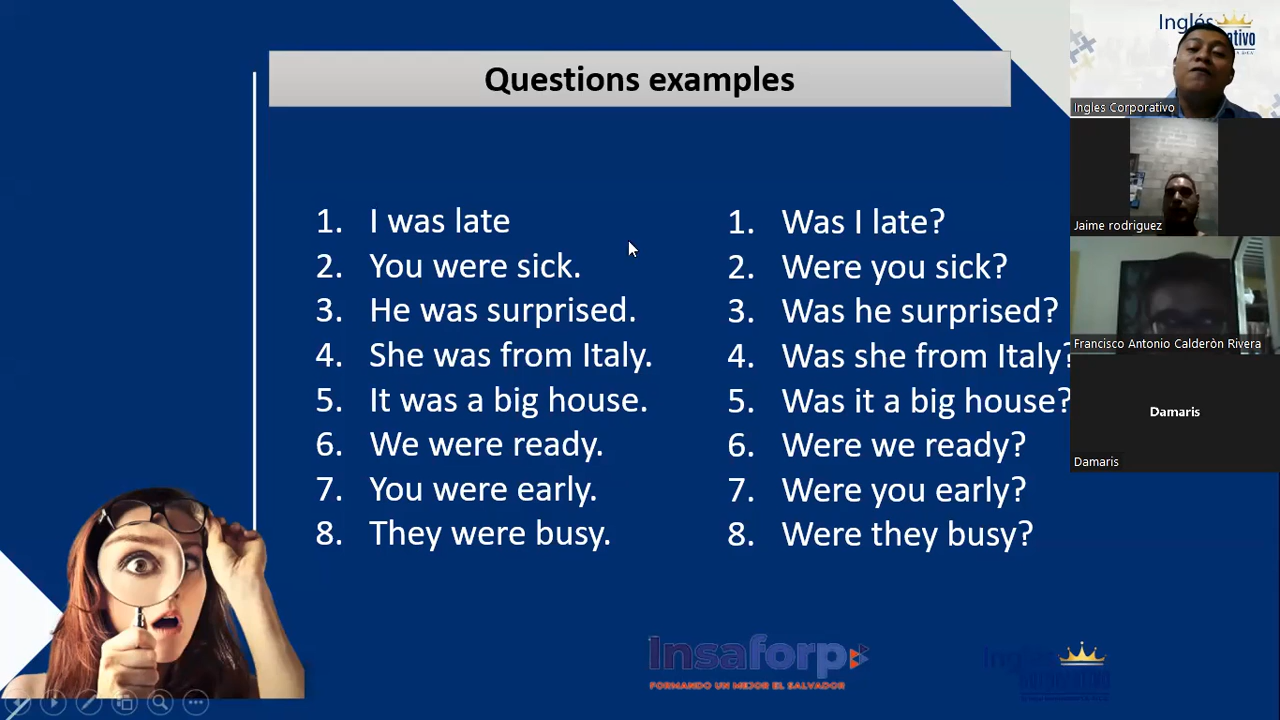 Questions examples
1. I was late
2. You were sick.
3. He was surprised.
4. She was from Italy.
5. It was a big house.
6. We were ready.
7. You were early.
8. They were busy.
1. Was I late?
2. Were you sick?
3. Was he surprised?
4. Was she from Italy?
5. Was it a big house?
6. Were we ready?
7. Were you early?
8. Were they busy?
Inglés
Ingles Corporativo
Jaime rodriguez
Francisco Antonio Calderòn Rivera
Damaris
Damaris
Insaforp
FORMANDO UN MEJOR EL SALVADOR